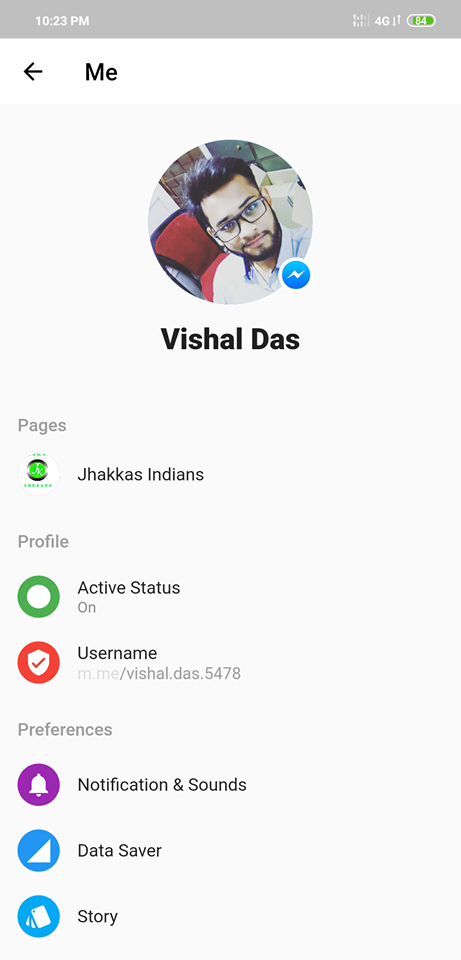 10:23 PM
4G
84
Me
Vishal Das
Pages
Jhakkas Indians
Profile
Active Status
On
Username
m.me/vishal.das.5478
Preferences
Notification & Sounds
Data Saver
Story